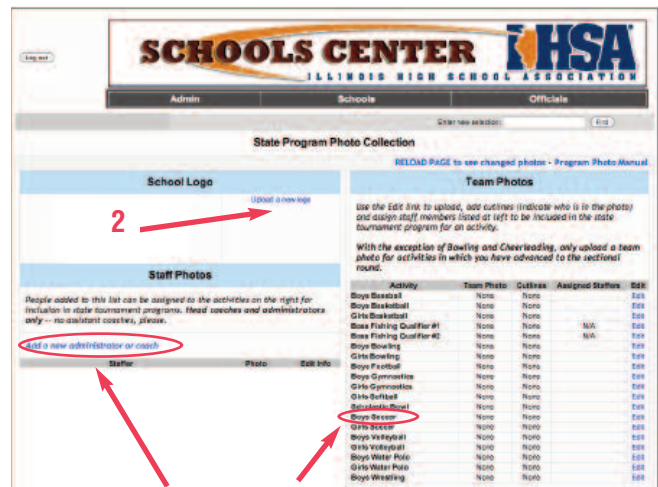 Log out
SCHOOLS CENTER
IHSA
ILLINOIS HIGH SCHOOL ASSOCIATION
Admin Schools Officials
Enter new selection: Find
State Program Photo Collection
RELOAD PAGE to see changed photos - Program Photo Manual
School Logo
Upload a new logo
2
Staff Photos
People added to this list can be assigned to the activities on the right for
inclusion in state tournament programs. Head coaches and administrators
only -- no assistant coaches, please.
Add a new administrator or coach
Staffer Photo Edit Info
Team Photos
Use the Edit link to upload, add cutlines (indicate who is in the photo)
and assign staff members listed at left to be included in the state
tournament program for an activity.
With the exception of Bowling and Cheerleading, only upload a team
photo for activities in which you have advanced to the sectional
round.
Activity Team Photo Cutlines Assigned Staffers Edit
Boys Baseball None None Edit
Boys Basketball None None Edit
Girls Basketball None None Edit
Bass Fishing Qualifier #1 None None N/A Edit
Bass Fishing Qualifier #2 None None N/A Edit
Boys Bowling None None Edit
Girls Bowling None None Edit
Boys Football None None Edit
Boys Gymnastics None None Edit
Girls Gymnastics None None Edit
Girls Softball None None Edit
Scholastic Bowl None None Edit
Boys Soccer None None Edit
Girls Soccer None None Edit
Boys Volleyball None None Edit
Girls Volleyball None None Edit
Boys Water Polo None None Edit
Girls Water Polo None None Edit
Boys Wrestling None None Edit